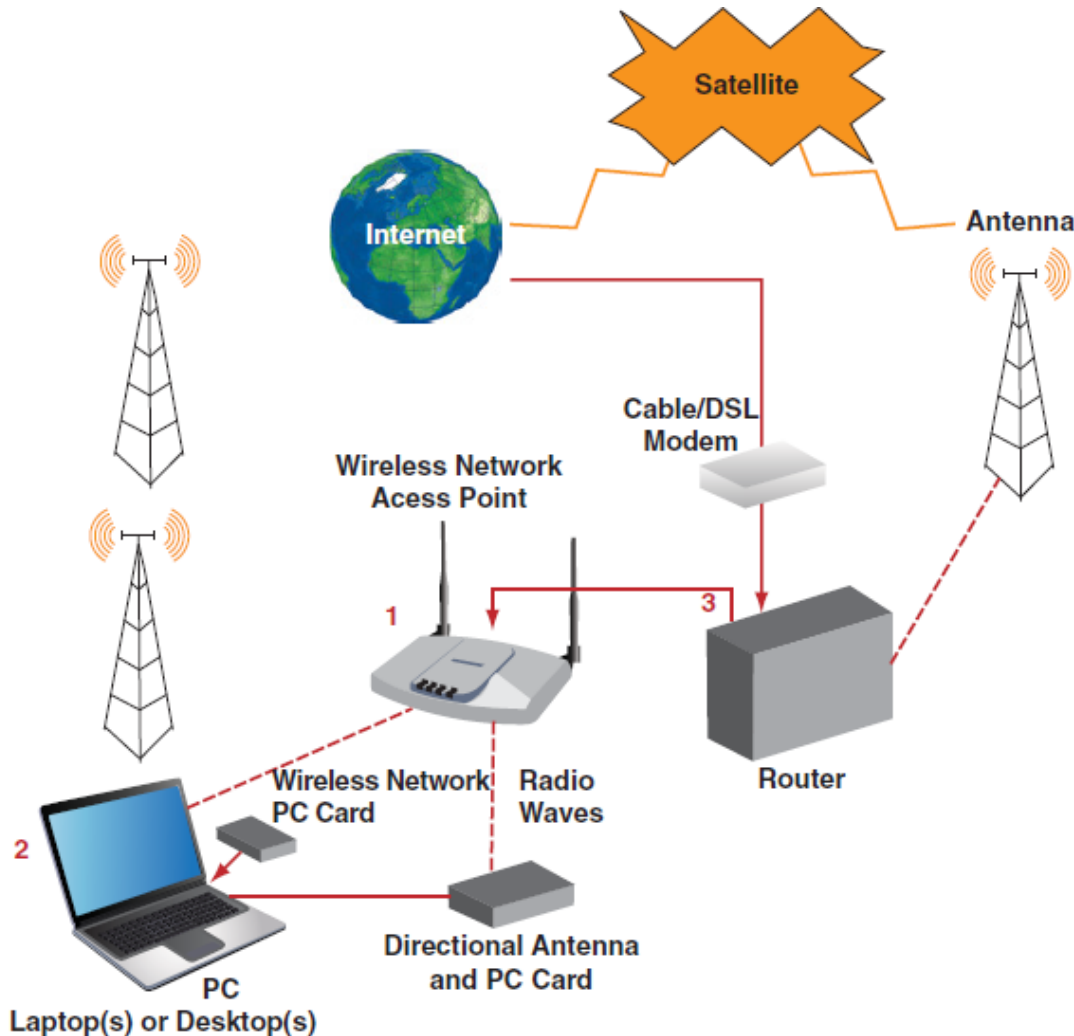 Satellite
Internet
Antenna
Cable/DSL
Modem
Wireless Network
Acess Point
1
3
Router
Wireless Network
PC Card
Radio
Waves
2
Directional Antenna
and PC Card
PC
Laptop(s) or Desktop(s)